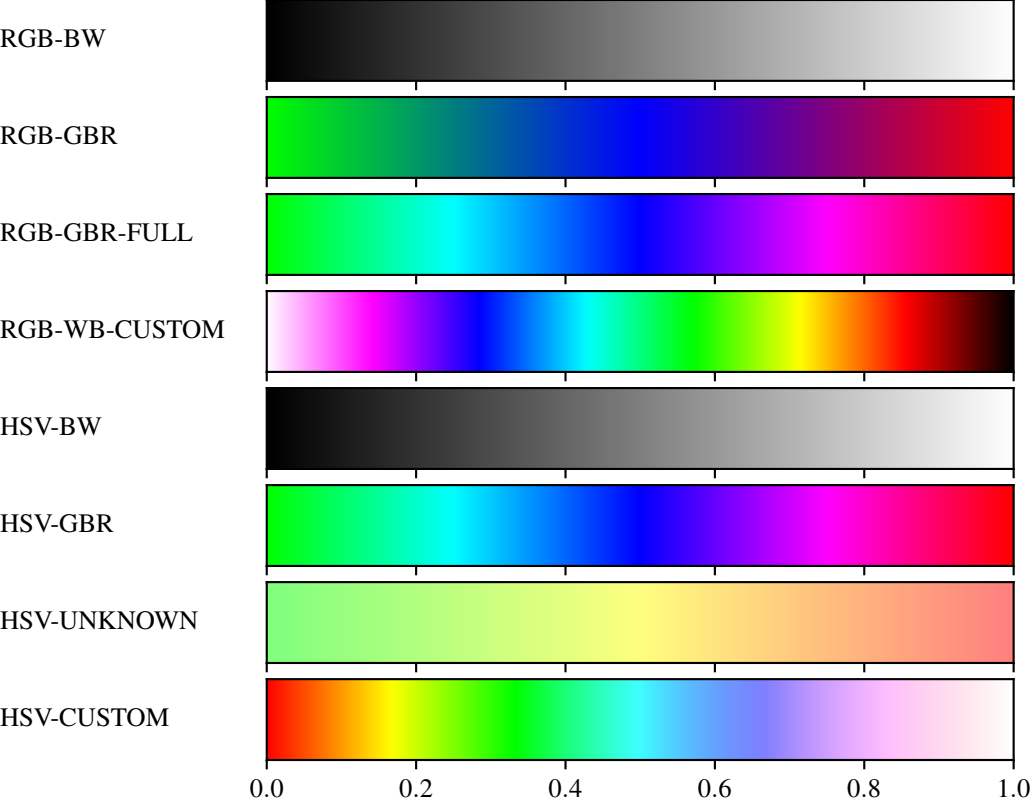 RGB-BW
RGB-GBR
RGB-GBR-FULL
RGB-WB-CUSTOM
HSV-BW
HSV-GBR
HSV-UNKNOWN
HSV-CUSTOM
0.0 0.2 0.4 0.6 0.8 1.0